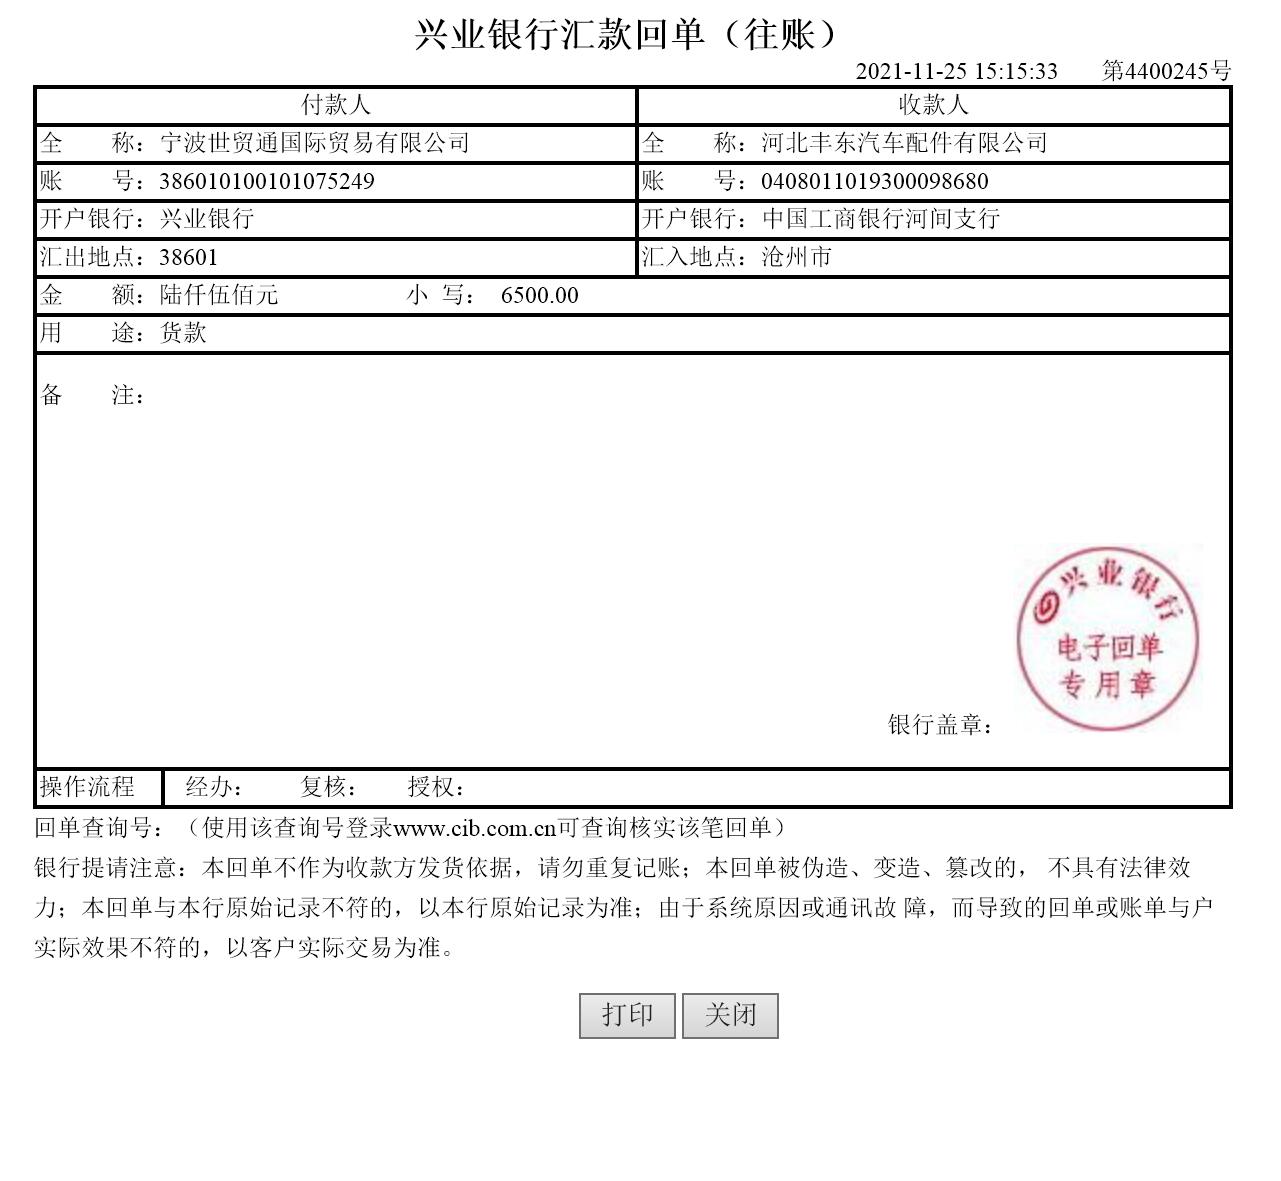 兴业银行汇款回单（往账）
2021-11-25 15:15:33 第4400245号
付款人 收款人
全 称：宁波世贸通国际贸易有限公司 全 称：河北丰东汽车配件有限公司
账 号：386010100101075249 账 号：0408011019300098680
开户银行：兴业银行 开户银行：中国工商银行河间支行
汇出地点：38601 汇入地点：沧州市
金 额：陆仟伍佰元 小 写： 6500.00
用 途：货款
备 注：
兴业银行
电子回单
专用章
银行盖章：
操作流程 经办： 复核： 授权：
回单查询号：（使用该查询号登录www.cib.com.cn可查询核实该笔回单）
银行提请注意：本回单不作为收款方发货依据，请勿重复记账；本回单被伪造、变造、篡改的， 不具有法律效
力；本回单与本行原始记录不符的，以本行原始记录为准；由于系统原因或通讯故 障，而导致的回单或账单与户
实际效果不符的，以客户实际交易为准。
打印 关闭